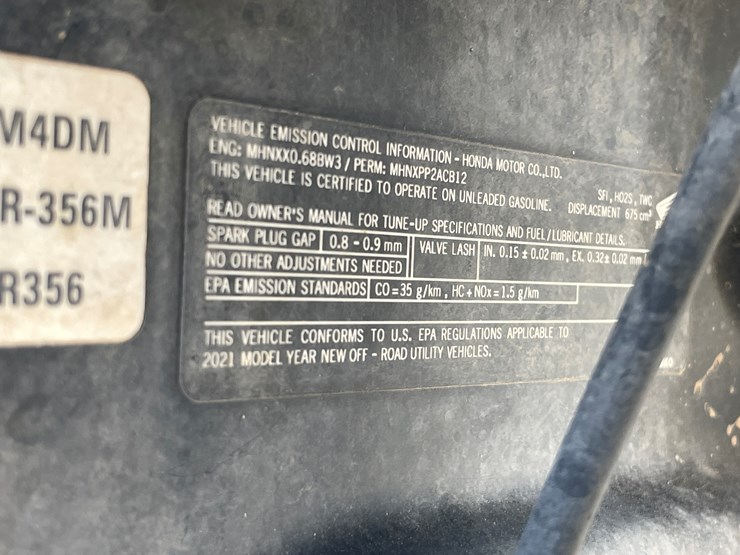 M4DM
R-356M
R356
VEHICLE EMISSION CONTROL INFORMATION - HONDA MOTOR CO.,LTD.
ENG: MHNXX0.68BW3 / PERM: MHNXPP2ACB12
SFI, HO2S, TWC
THIS VEHICLE IS CERTIFIED TO OPERATE ON UNLEADED GASOLINE. DISPLACEMENT 675 cm³
READ OWNER'S MANUAL FOR TUNE-UP SPECIFICATIONS AND FUEL/LUBRICANT DETAILS.
SPARK PLUG GAP 0.8 - 0.9 mm VALVE LASH IN. 0.15 ± 0.02 mm, EX. 0.32± 0.02 mm
NO OTHER ADJUSTMENTS NEEDED
EPA EMISSION STANDARDS CO=35 g/km, HC+NOx=1.5 g/km
THIS VEHICLE CONFORMS TO U.S. EPA REGULATIONS APPLICABLE TO
2021 MODEL YEAR NEW OFF - ROAD UTILITY VEHICLES.